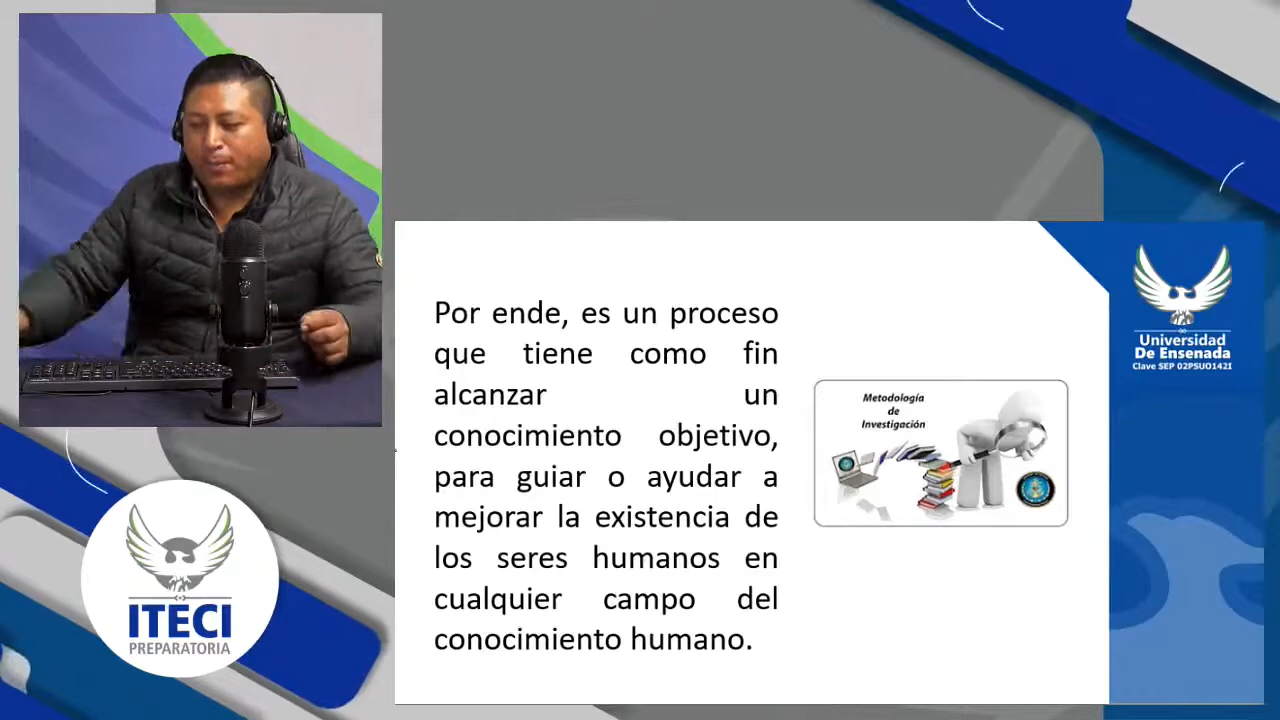 Por ende, es un proceso
que tiene como fin
alcanzar un
conocimiento objetivo,
para guiar o ayudar a
mejorar la existencia de
los seres humanos en
cualquier campo del
conocimiento humano.
Metodología
de
Investigación
Universidad
De Ensenada
Clave SEP 02PSU0142I
ITECI
PREPARATORIA